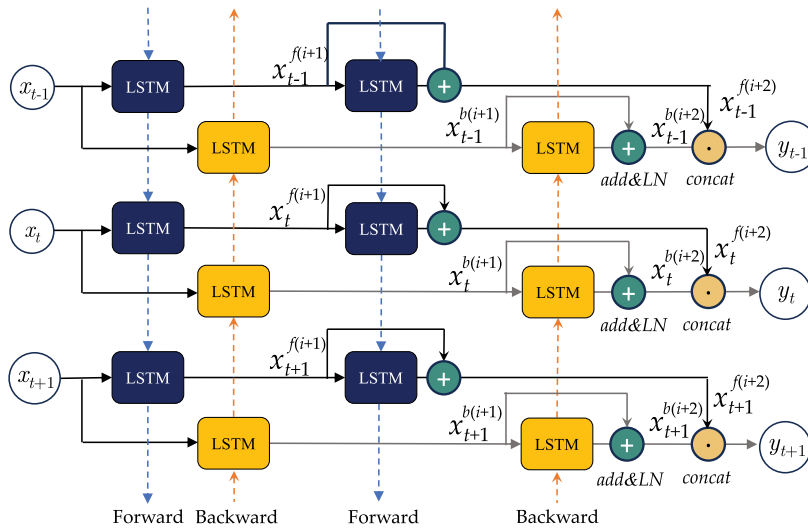 x_{t-1} LSTM x_{t-1}^{f(i+1)} LSTM + x_{t-1}^{f(i+2)}
LSTM x_{t-1}^{b(i+1)} LSTM + x_{t-1}^{b(i+2)} · y_{t-1}
add&LN concat
x_t LSTM x_t^{f(i+1)} LSTM + x_t^{f(i+2)}
LSTM x_t^{b(i+1)} LSTM + x_t^{b(i+2)} · y_t
add&LN concat
x_{t+1} LSTM x_{t+1}^{f(i+1)} LSTM + x_{t+1}^{f(i+2)}
LSTM x_{t+1}^{b(i+1)} LSTM + x_{t+1}^{b(i+2)} · y_{t+1}
add&LN concat
Forward Backward Forward Backward